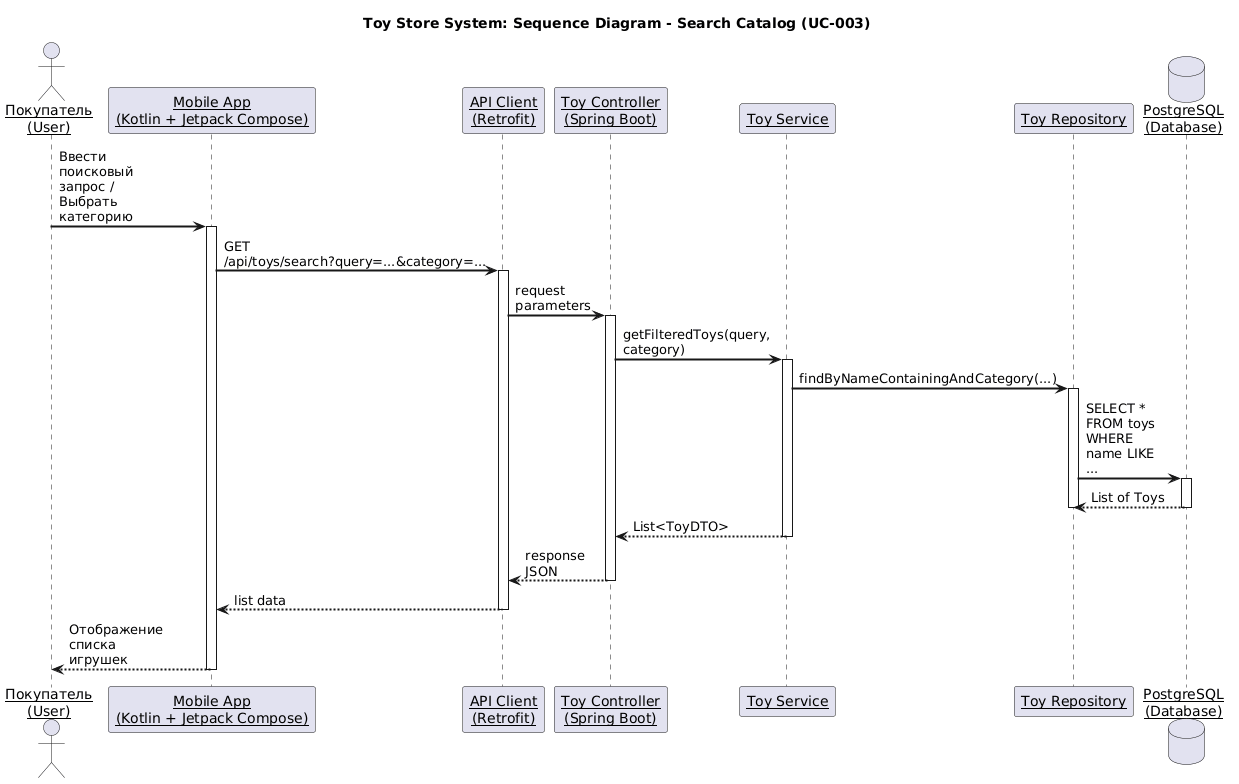 Toy Store System: Sequence Diagram - Search Catalog (UC-003)
Покупатель
(User)
Mobile App
(Kotlin + Jetpack Compose)
API Client
(Retrofit)
Toy Controller
(Spring Boot)
Toy Service
Toy Repository
PostgreSQL
(Database)
Ввести
поисковый
запрос /
Выбрать
категорию
GET
/api/toys/search?query=...&category=...
request
parameters
getFilteredToys(query,
category)
findByNameContainingAndCategory(...)
SELECT *
FROM toys
WHERE
name LIKE
...
List of Toys
List<ToyDTO>
response
JSON
list data
Отображение
списка
игрушек
Покупатель
(User)
Mobile App
(Kotlin + Jetpack Compose)
API Client
(Retrofit)
Toy Controller
(Spring Boot)
Toy Service
Toy Repository
PostgreSQL
(Database)